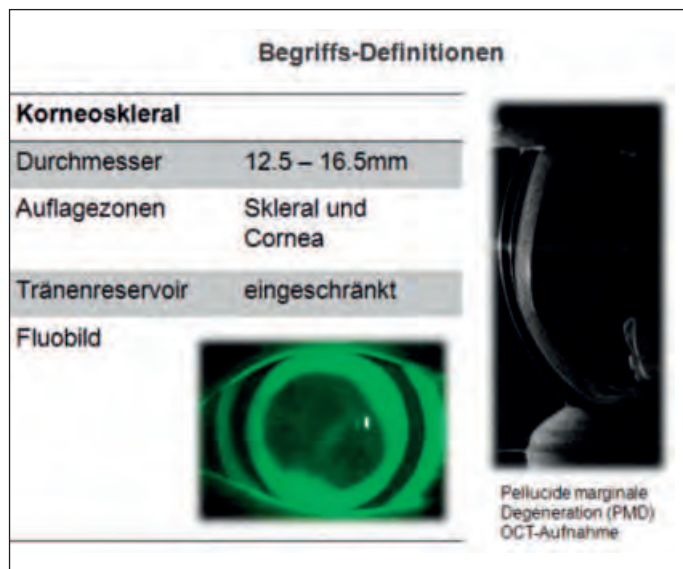 Begriffs-Definitionen
Korneoskleral
Durchmesser 12.5 – 16.5mm
Auflagezonen Skleral und
Cornea
Tränenreservoir eingeschränkt
Fluobild
Pellucide marginale
Degeneration (PMD)
OCT-Aufnahme